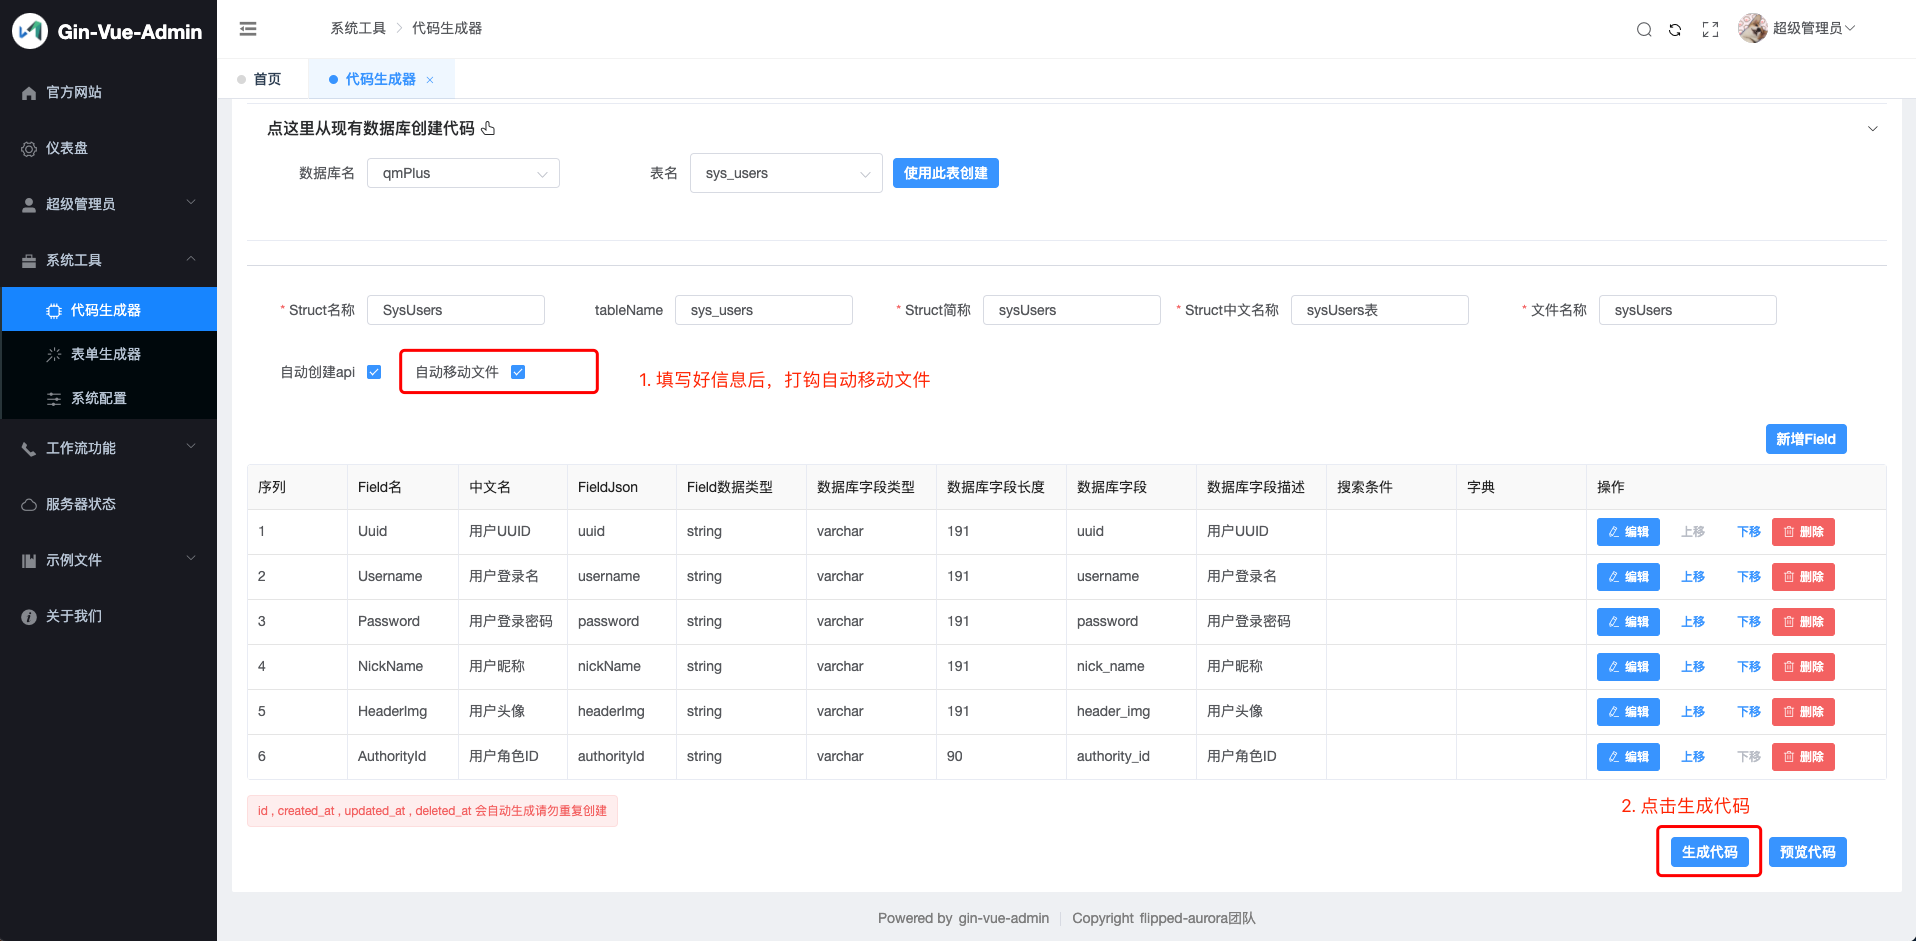 Gin-Vue-Admin
官方网站
仪表盘
超级管理员
系统工具
代码生成器
表单生成器
系统配置
工作流功能
服务器状态
示例文件
关于我们
系统工具 代码生成器
超级管理员
首页 代码生成器 ×
点这里从现有数据库创建代码
数据库名 qmPlus 表名 sys_users 使用此表创建
* Struct名称 SysUsers tableName sys_users * Struct简称 sysUsers * Struct中文名称 sysUsers表 * 文件名称 sysUsers
自动创建api 自动移动文件 1. 填写好信息后，打钩自动移动文件
新增Field
序列 Field名 中文名 FieldJson Field数据类型 数据库字段类型 数据库字段长度 数据库字段 数据库字段描述 搜索条件 字典 操作
1 Uuid 用户UUID uuid string varchar 191 uuid 用户UUID 编辑 上移 下移 删除
2 Username 用户登录名 username string varchar 191 username 用户登录名 编辑 上移 下移 删除
3 Password 用户登录密码 password string varchar 191 password 用户登录密码 编辑 上移 下移 删除
4 NickName 用户昵称 nickName string varchar 191 nick_name 用户昵称 编辑 上移 下移 删除
5 HeaderImg 用户头像 headerImg string varchar 191 header_img 用户头像 编辑 上移 下移 删除
6 AuthorityId 用户角色ID authorityId string varchar 90 authority_id 用户角色ID 编辑 上移 下移 删除
id , created_at , updated_at , deleted_at 会自动生成请勿重复创建
2. 点击生成代码
生成代码 预览代码
Powered by gin-vue-admin Copyright flipped-aurora团队